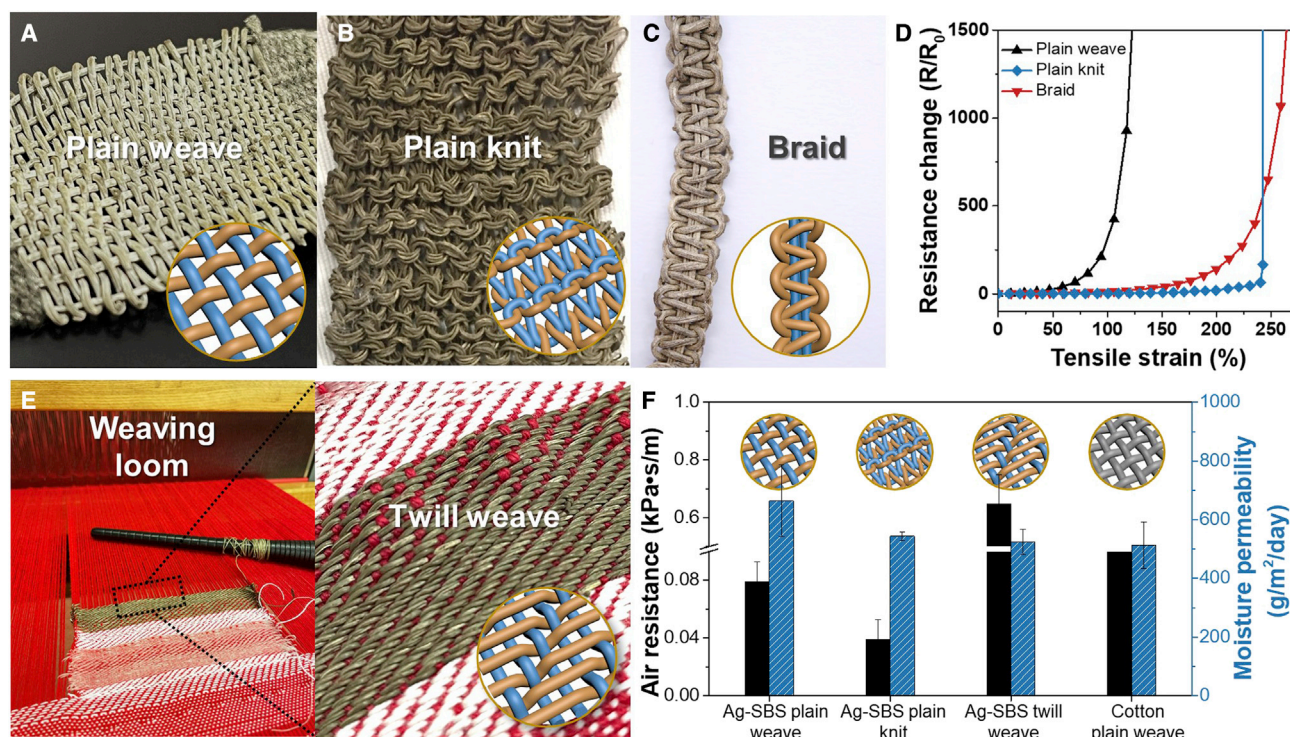 A
Plain weave
B
Plain knit
C
Braid
D
Resistance change (R/R₀)
1500
1000
500
0
Plain weave
Plain knit
Braid
0 50 100 150 200 250
Tensile strain (%)
E
Weaving
loom
Twill weave
F
Air resistance (kPa•s/m)
1.0
0.8
0.6
0.08
0.04
0.00
1000
800
600
400
200
0
Moisture permeability
(g/m²/day)
Ag-SBS plain
weave
Ag-SBS plain
knit
Ag-SBS twill
weave
Cotton
plain weave